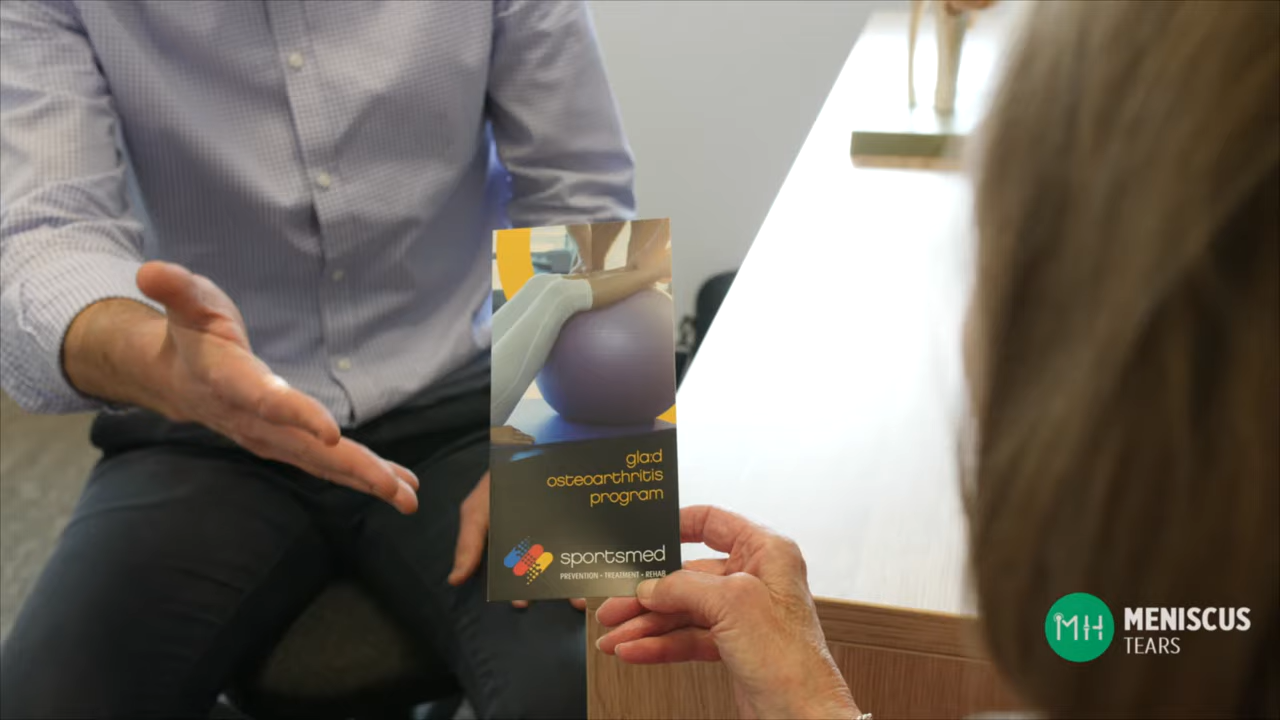 gla:d
osteoarthritis
program
sportsmed
PREVENTION • TREATMENT • REHAB
MH
MENISCUS
TEARS